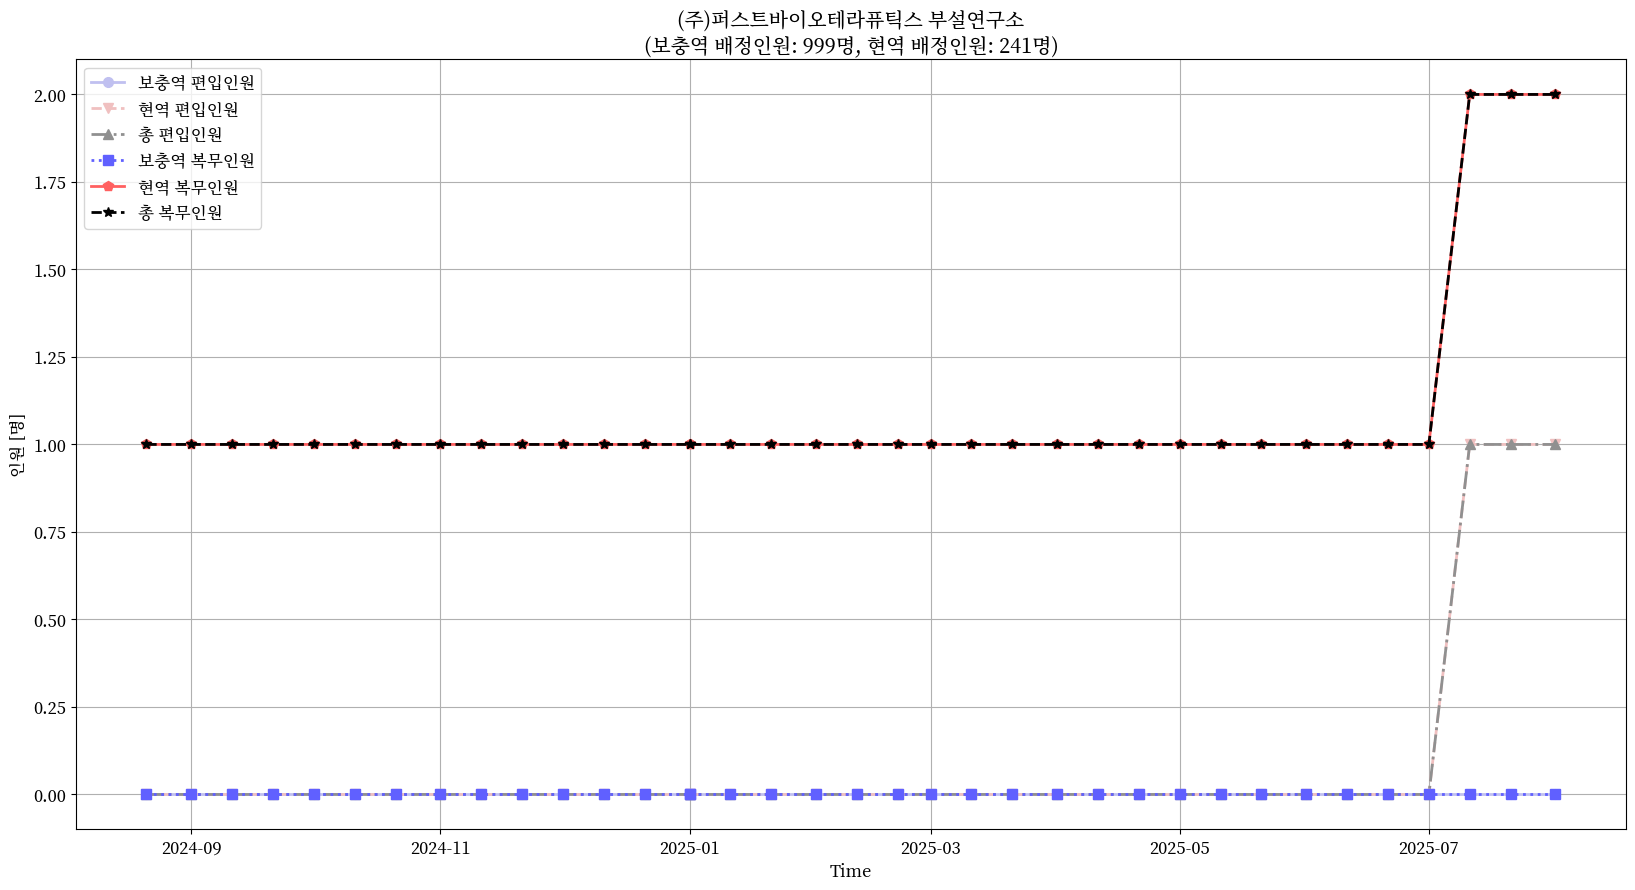 (주)퍼스트바이오테라퓨틱스 부설연구소
(보충역 배정인원: 999명, 현역 배정인원: 241명)
보충역 편입인원
현역 편입인원
총 편입인원
보충역 복무인원
현역 복무인원
총 복무인원
2.00
1.75
1.50
1.25
1.00
0.75
0.50
0.25
0.00
인원 [명]
2024-09
2024-11
2025-01
2025-03
2025-05
2025-07
Time